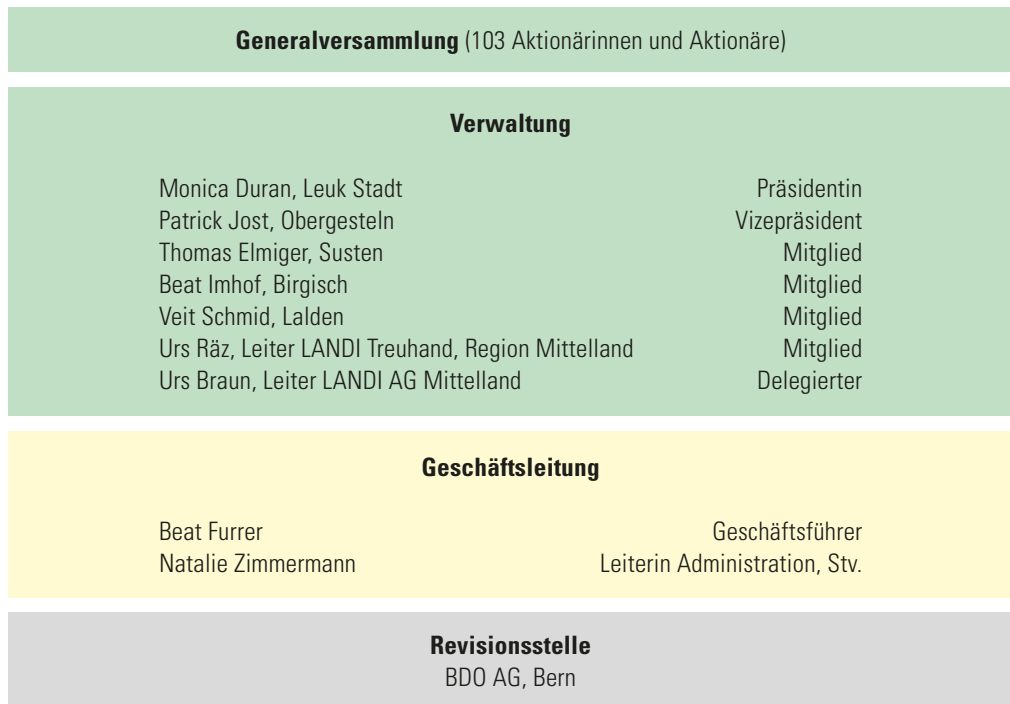 Generalversammlung (103 Aktionärinnen und Aktionäre)
Verwaltung
Monica Duran, Leuk Stadt Präsidentin
Patrick Jost, Obergesteln Vizepräsident
Thomas Elmiger, Susten Mitglied
Beat Imhof, Birgisch Mitglied
Veit Schmid, Lalden Mitglied
Urs Räz, Leiter LANDI Treuhand, Region Mittelland Mitglied
Urs Braun, Leiter LANDI AG Mittelland Delegierter
Geschäftsleitung
Beat Furrer Geschäftsführer
Natalie Zimmermann Leiterin Administration, Stv.
Revisionsstelle
BDO AG, Bern